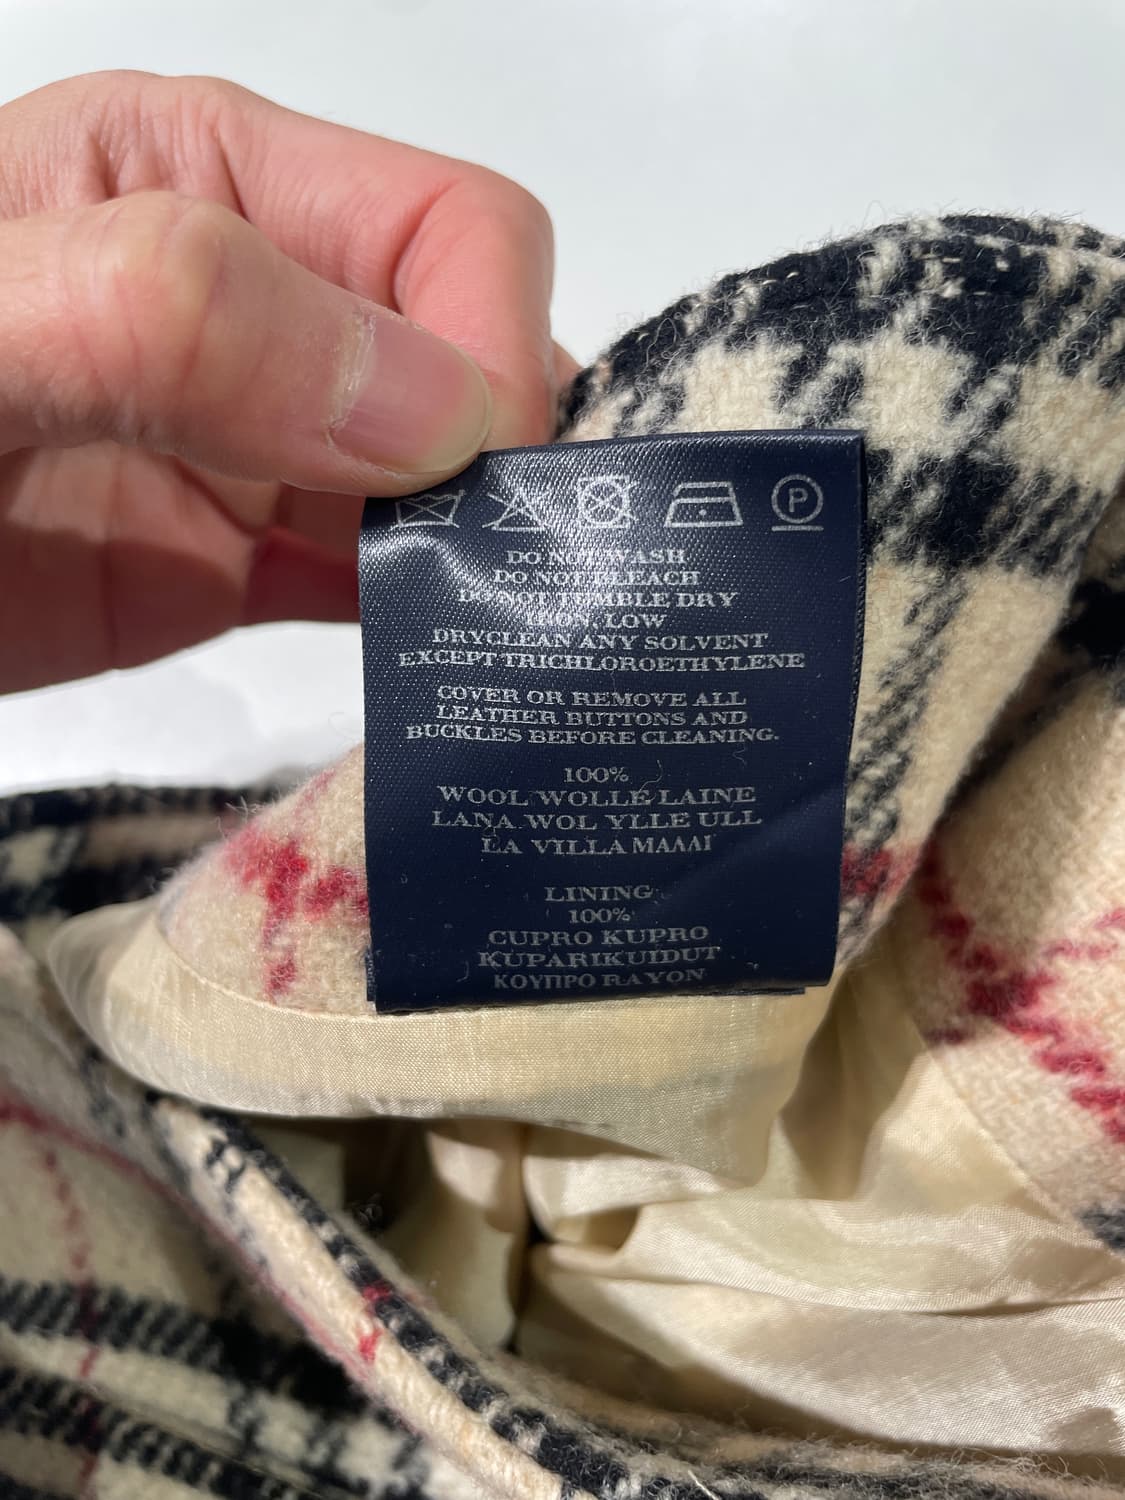 P
DO NOT WASH
DO NOT BLEACH
DO NOT TUMBLE DRY
IRON, LOW
DRYCLEAN ANY SOLVENT
EXCEPT TRICHLOROETHYLENE
COVER OR REMOVE ALL
LEATHER BUTTONS AND
BUCKLES BEFORE CLEANING.
100%
WOOL WOLLE LAINE
LANA WOL YLLE ULL
LA VILLA ΜΑΛΛΙ
LINING
100%
CUPRO KUPRO
KUPARIKUIDUT
ΚΟΥΠΡΟ RAYON